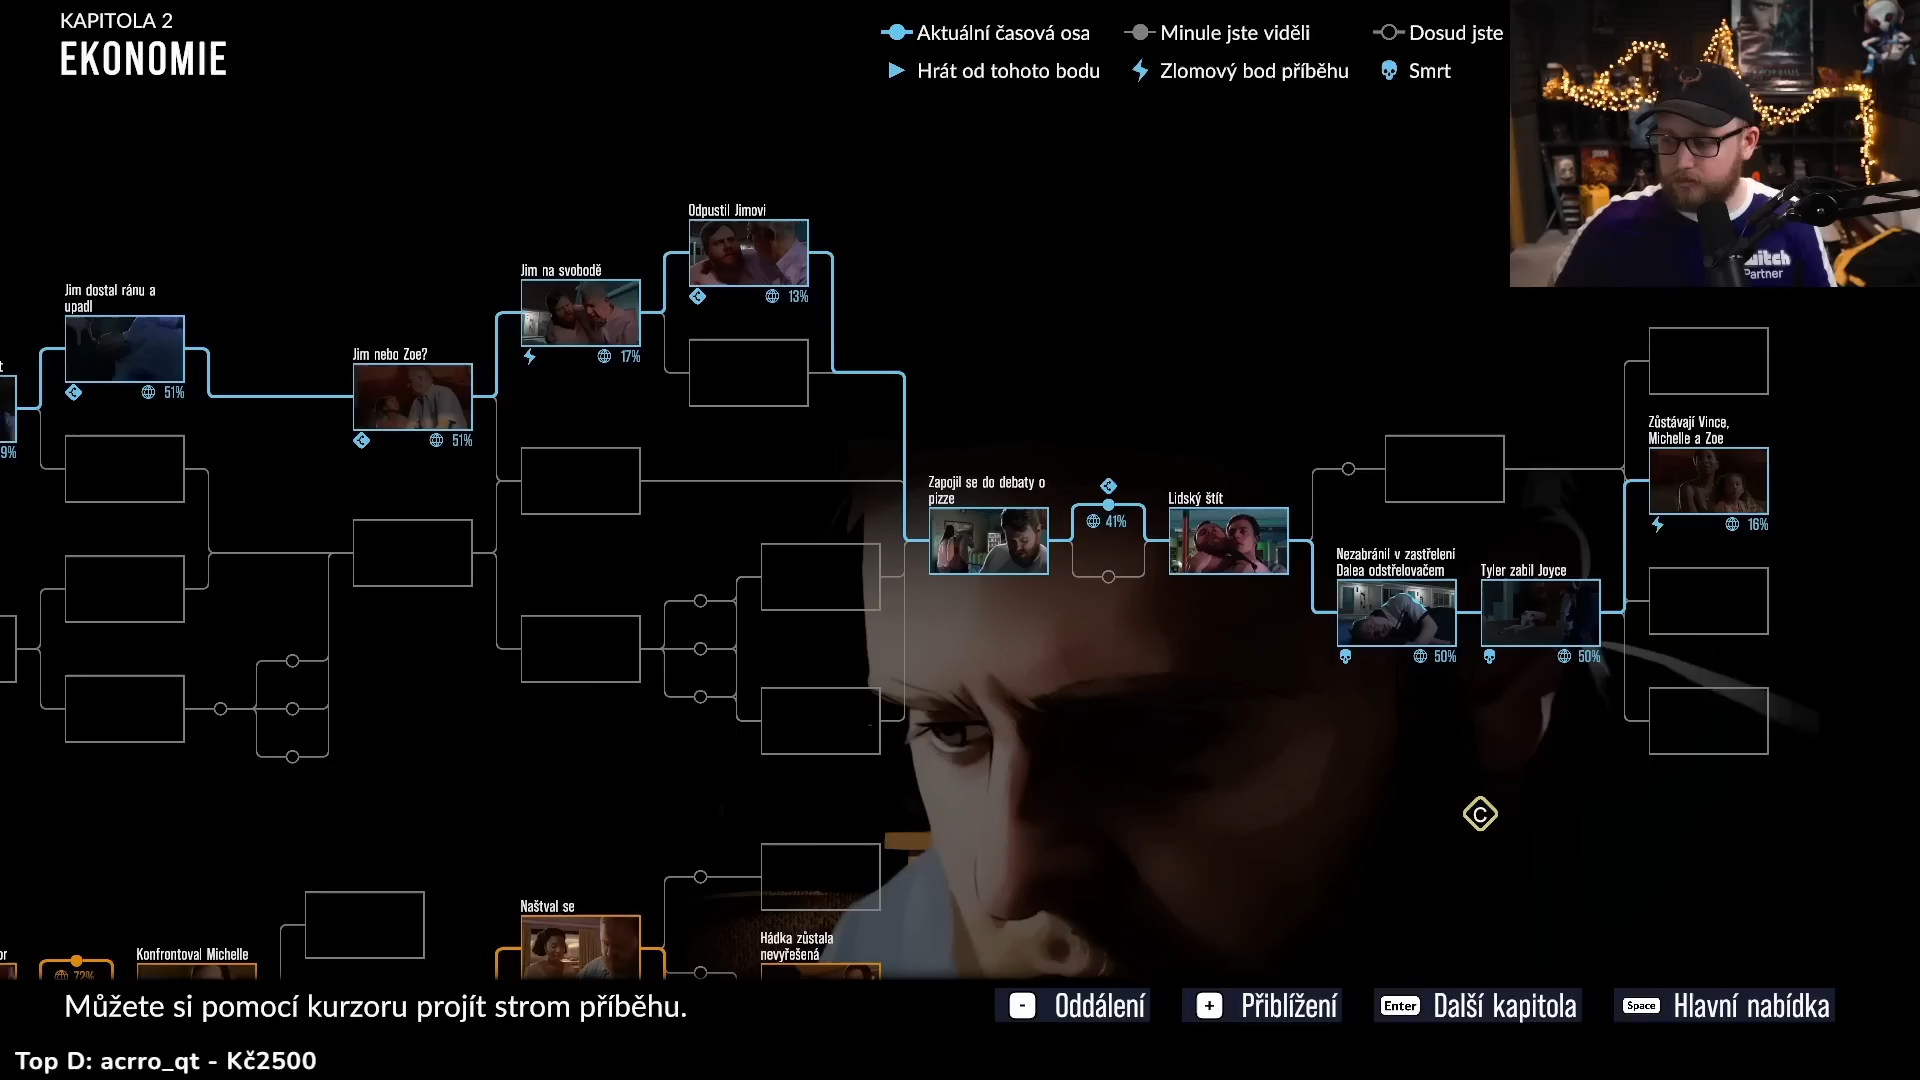 KAPITOLA 2
EKONOMIE
Aktuální časová osa
Minule jste viděli
Dosud jste
Hrát od tohoto bodu
Zlomový bod příběhu
Smrt
Odpustil Jimovi
13%
Jim na svobodě
17%
Jim dostal ránu a
upadl
51%
Jim nebo Zoe?
51%
9%
Zapojil se do debaty o
pizze
41%
Lidský štít
Zůstávají Vince,
Michelle a Zoe
16%
Nezabránil v zastřelení
Dalea odstřelovačem
50%
Tyler zabil Joyce
50%
C
Naštval se
Hádka zůstala
nevyřešená
Konfrontoval Michelle
72%
Partner
Můžete si pomocí kurzoru projít strom příběhu.
- Oddálení
+ Přiblížení
Enter Další kapitola
Space Hlavní nabídka
Top D: acrro_qt - Kč2500